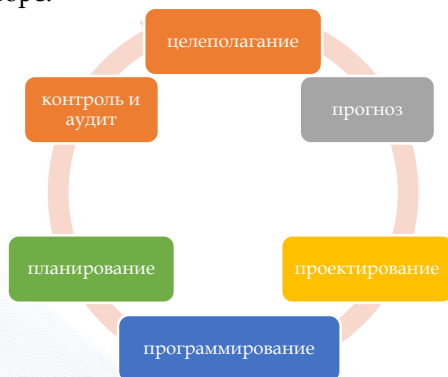 целеполагание
прогноз
проектирование
программирование
планирование
контроль и
аудит